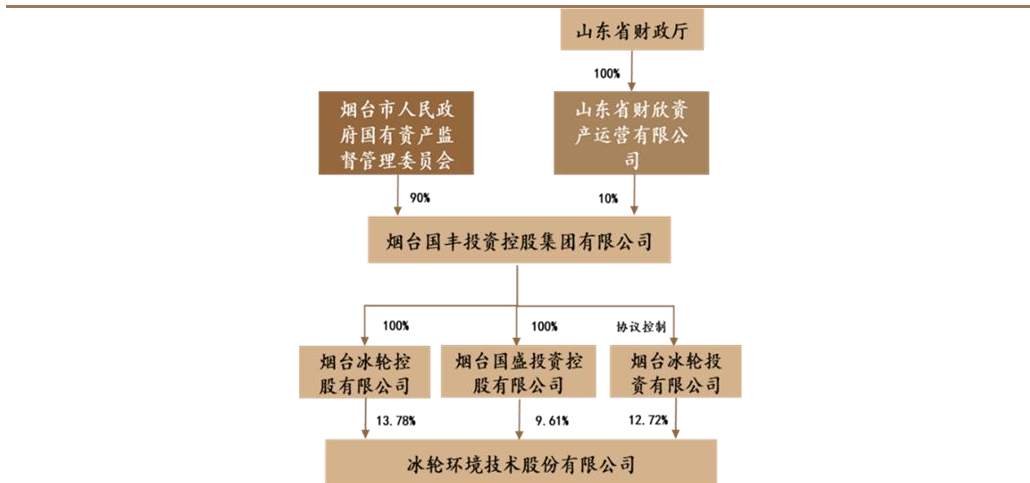 山东省财政厅
100%
烟台市人民政
府国有资产监
督管理委员会
山东省财欣资
产运营有限公
司
90%
10%
烟台国丰投资控股集团有限公司
100%
100%
协议控制
烟台冰轮控
股有限公司
烟台国盛投资控
股有限公司
烟台冰轮投
资有限公司
13.78%
9.61%
12.72%
冰轮环境技术股份有限公司